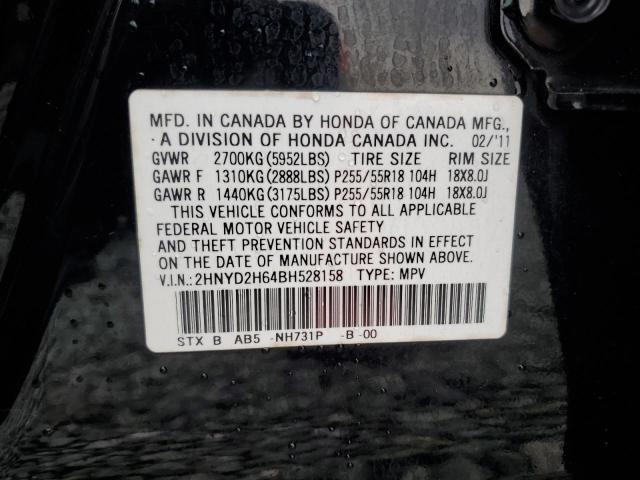 MFD. IN CANADA BY HONDA OF CANADA MFG.,
A DIVISION OF HONDA CANADA INC. 02/'11
GVWR 2700KG(5952LBS) TIRE SIZE RIM SIZE
GAWR F 1310KG(2888LBS)P255/55R18 104H 18X8.0J
GAWR R 1440KG(3175LBS)P255/55R18 104H 18X8.0J
THIS VEHICLE CONFORMS TO ALL APPLICABLE
FEDERAL MOTOR VEHICLE SAFETY
AND THEFT PREVENTION STANDARDS IN EFFECT
ON THE DATE OF MANUFACTURE SHOWN ABOVE.
V.I.N.:2HNYD2H64BH528158 TYPE: MPV
STX B AB5 -NH731P -B-00